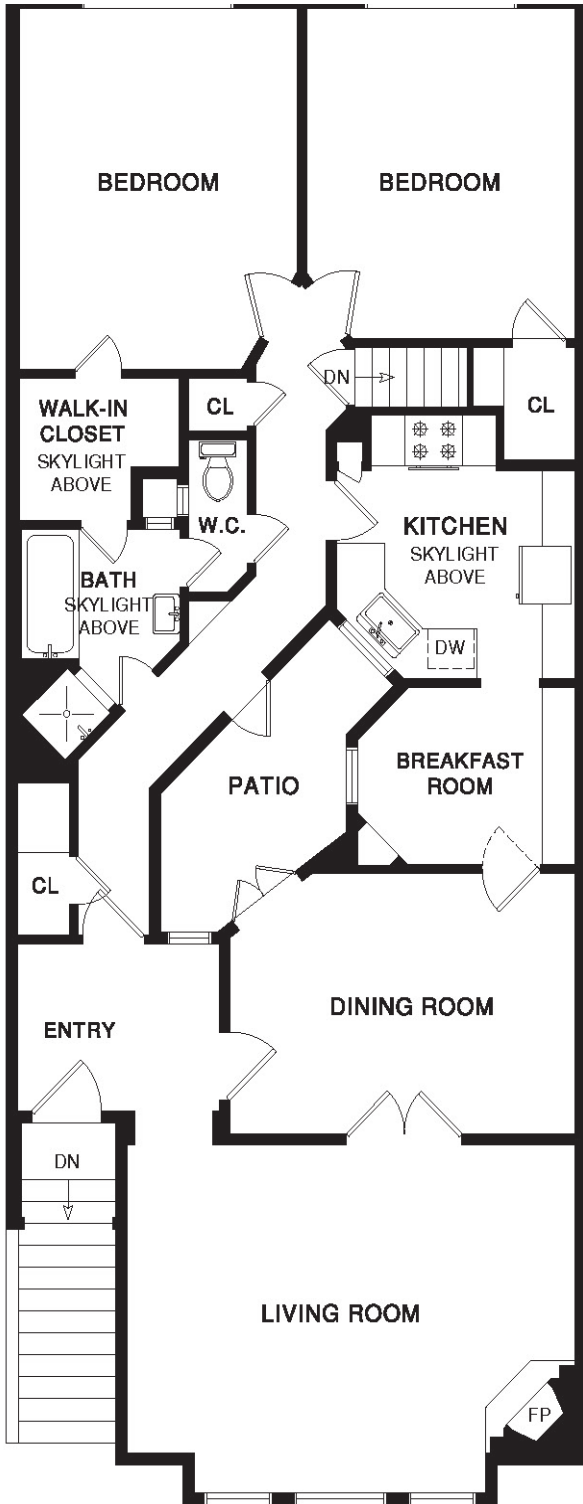 BEDROOM
BEDROOM
DN
CL
CL
WALK-IN
CLOSET
SKYLIGHT
ABOVE
W.C.
KITCHEN
SKYLIGHT
ABOVE
BATH
SKYLIGHT
ABOVE
DW
PATIO
BREAKFAST
ROOM
CL
DINING ROOM
ENTRY
DN
LIVING ROOM
FP